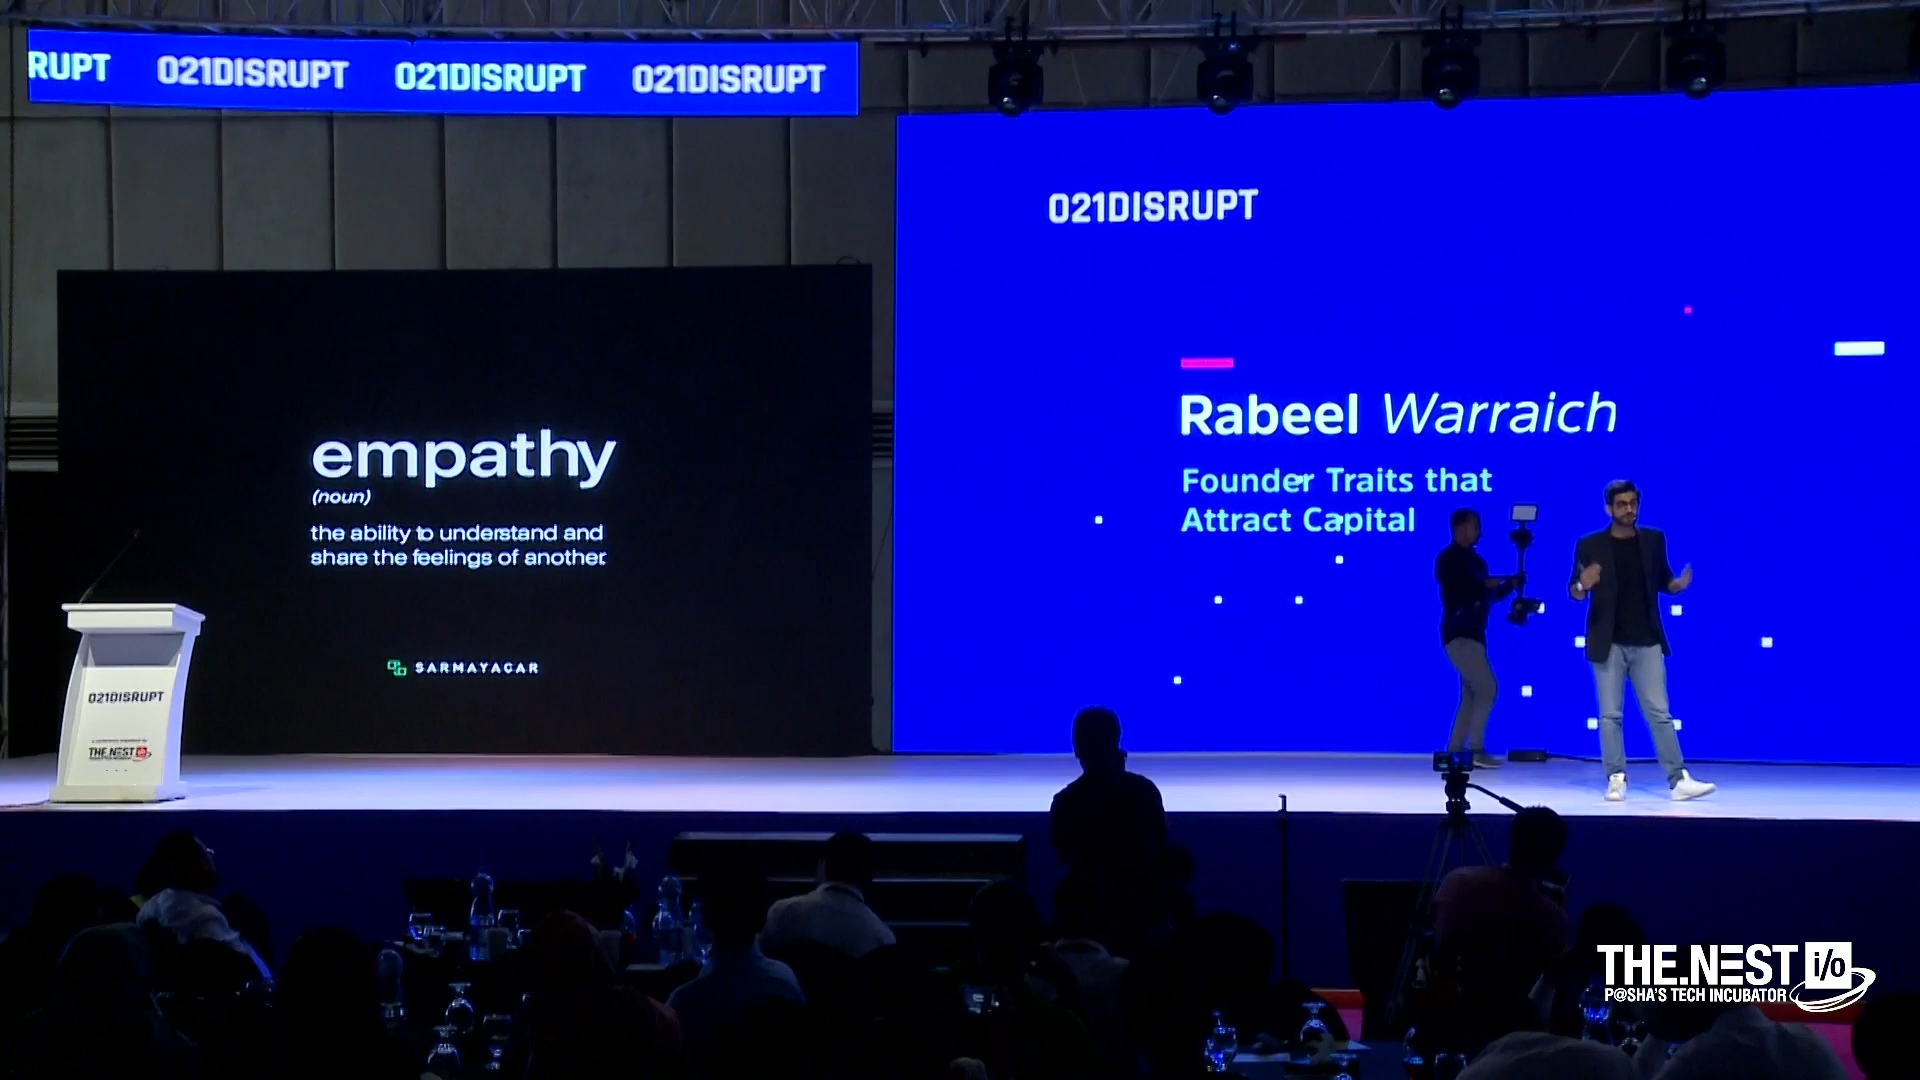 RUPT 021DISRUPT 021DISRUPT 021DISRUPT
021DISRUPT
Rabeel Warraich
Founder Traits that
Attract Capital
empathy
(noun)
the ability to understand and
share the feelings of another.
SARMAYACAR
021DISRUPT
THE.NEST i/o
THE.NEST i/o
P@SHA'S TECH INCUBATOR